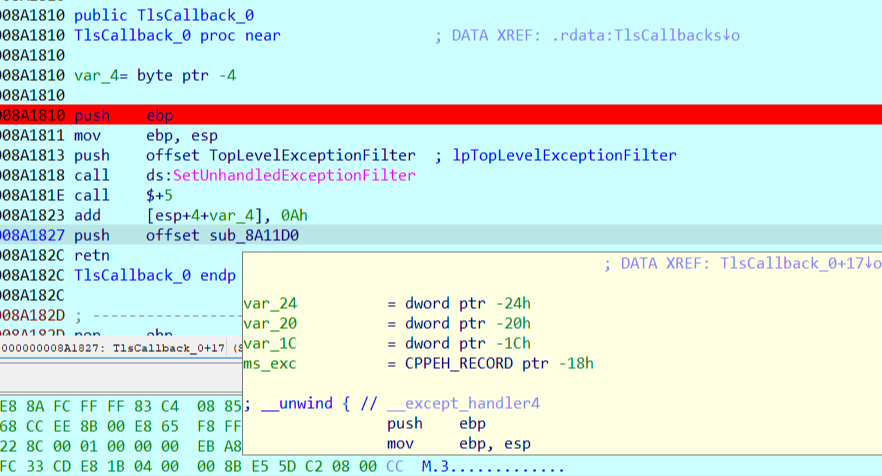 008A1810 public TlsCallback_0
008A1810 TlsCallback_0 proc near ; DATA XREF: .rdata:TlsCallbacks↓o
008A1810
008A1810 var_4= byte ptr -4
008A1810
008A1810 push ebp
008A1811 mov ebp, esp
008A1813 push offset TopLevelExceptionFilter ; lpTopLevelExceptionFilter
008A1818 call ds:SetUnhandledExceptionFilter
008A181E call $+5
008A1823 add [esp+4+var_4], 0Ah
008A1827 push offset sub_8A11D0
008A182C retn
008A182C TlsCallback_0 endp
008A182C
008A182D ; -----------------
; DATA XREF: TlsCallback_0+17↓o
var_24 = dword ptr -24h
var_20 = dword ptr -20h
var_1C = dword ptr -1Ch
ms_exc = CPPEH_RECORD ptr -18h
; __unwind { // __except_handler4
push ebp
mov ebp, esp
000000008A1827: TlsCallback_0+17
E8 8A FC FF FF 83 C4 08 85
68 CC EE 8B 00 E8 65 F8 FF
22 8C 00 01 00 00 00 EB A8
FC 33 CD E8 1B 04 00 00 8B E5 5D C2 08 00 CC M.3.............